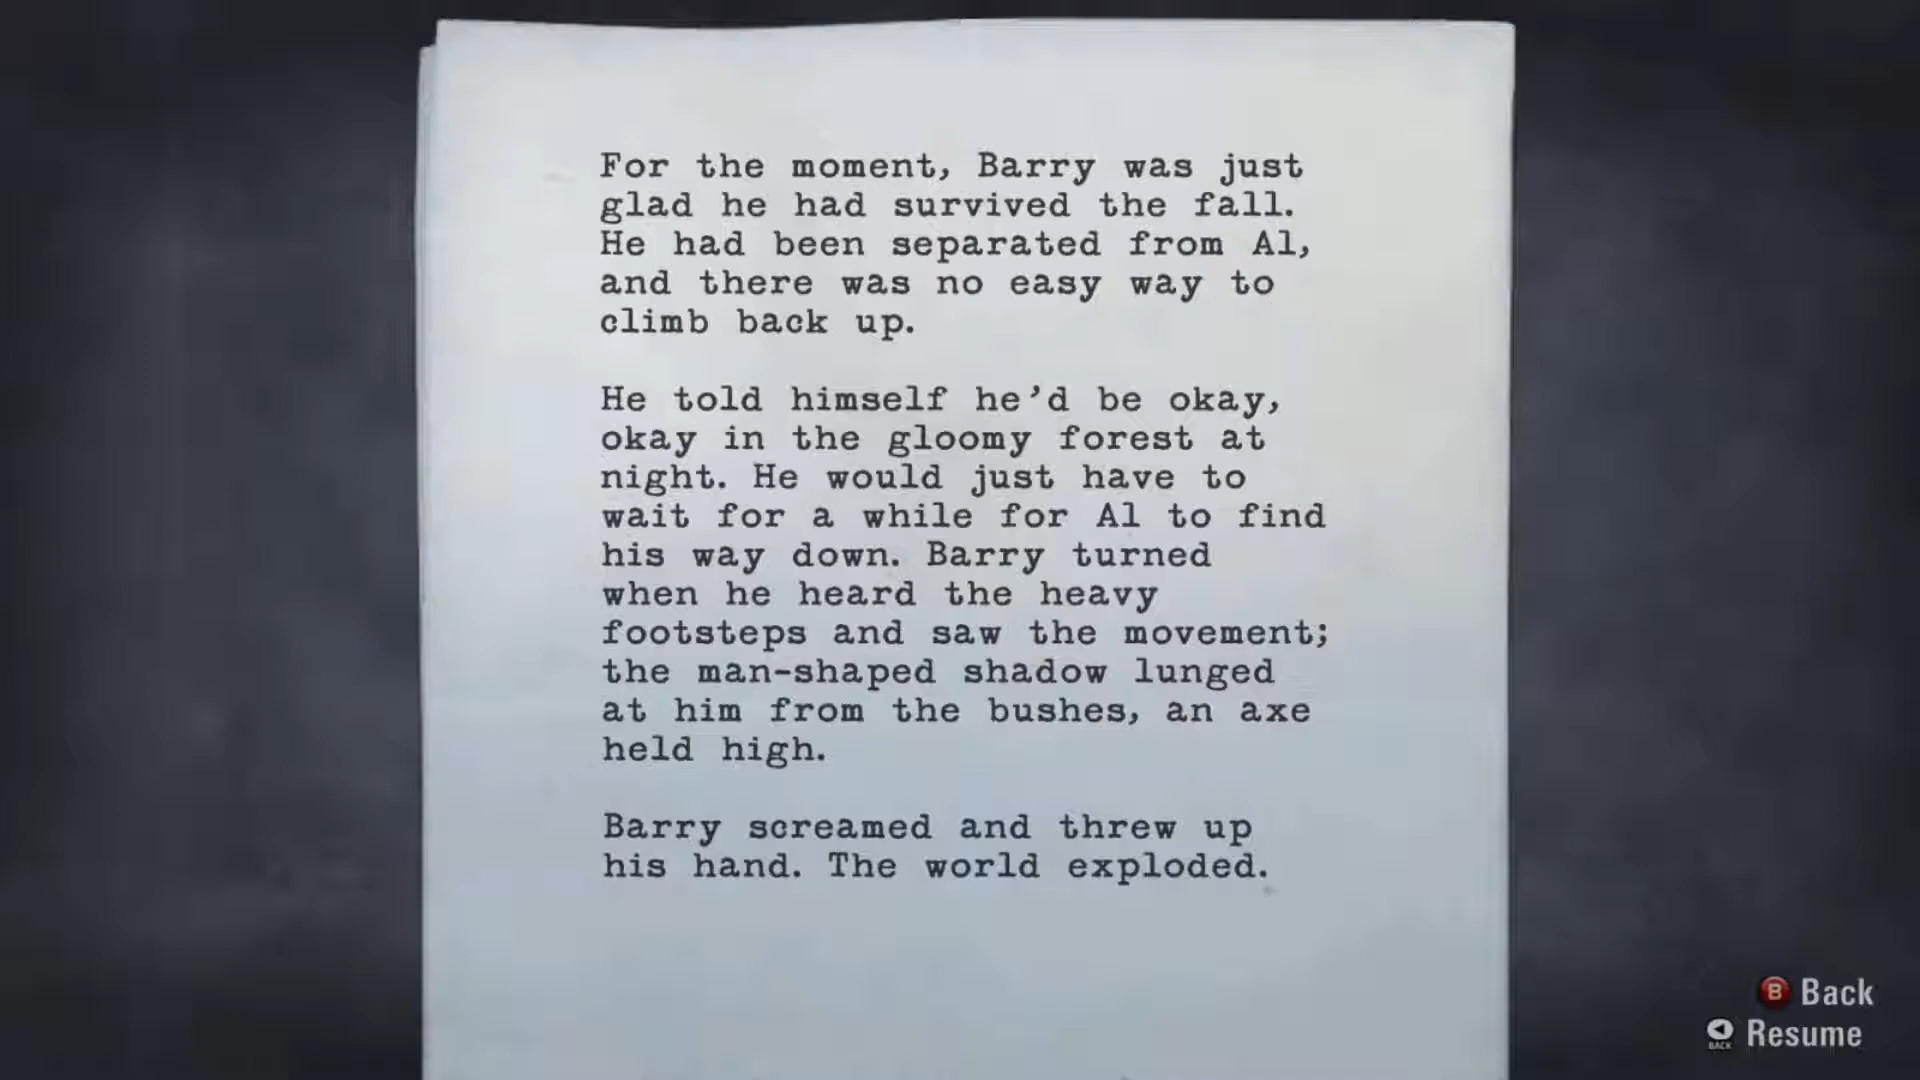 For the moment, Barry was just
glad he had survived the fall.
He had been separated from Al,
and there was no easy way to
climb back up.
He told himself he'd be okay,
okay in the gloomy forest at
night. He would just have to
wait for a while for Al to find
his way down. Barry turned
when he heard the heavy
footsteps and saw the movement;
the man-shaped shadow lunged
at him from the bushes, an axe
held high.
Barry screamed and threw up
his hand. The world exploded.
B Back
BACK Resume